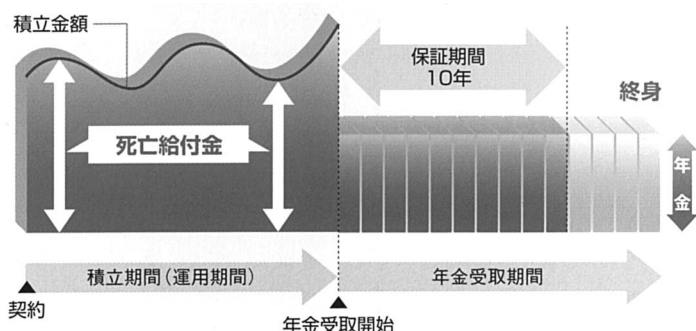 積立金額
保証期間
10年
終身
死亡給付金
年金
積立期間(運用期間)
年金受取期間
契約
年金受取開始